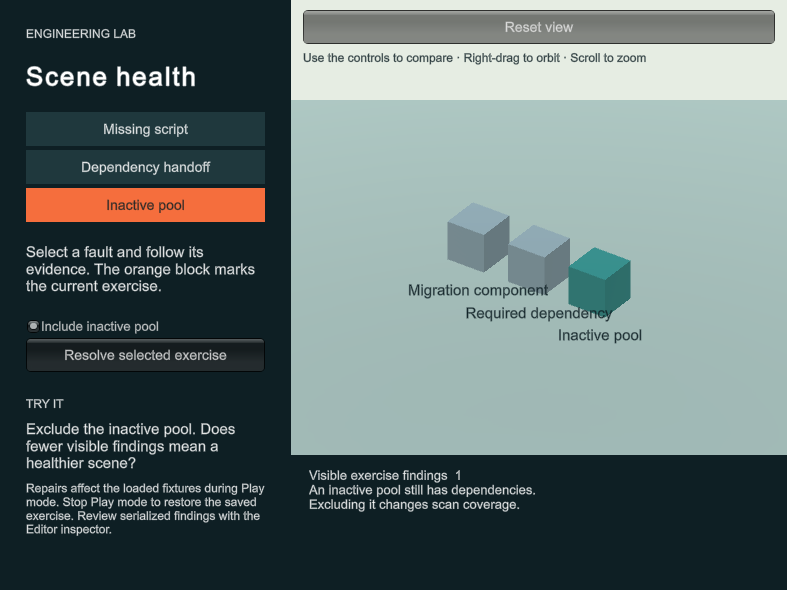 ENGINEERING LAB
Scene health
Missing script
Dependency handoff
Inactive pool
Select a fault and follow its
evidence. The orange block marks
the current exercise.
Include inactive pool
Resolve selected exercise
TRY IT
Exclude the inactive pool. Does
fewer visible findings mean a
healthier scene?
Repairs affect the loaded fixtures during Play
mode. Stop Play mode to restore the saved
exercise. Review serialized findings with the
Editor inspector.
Reset view
Use the controls to compare · Right-drag to orbit · Scroll to zoom
Migration component
Required dependency
Inactive pool
Visible exercise findings 1
An inactive pool still has dependencies.
Excluding it changes scan coverage.